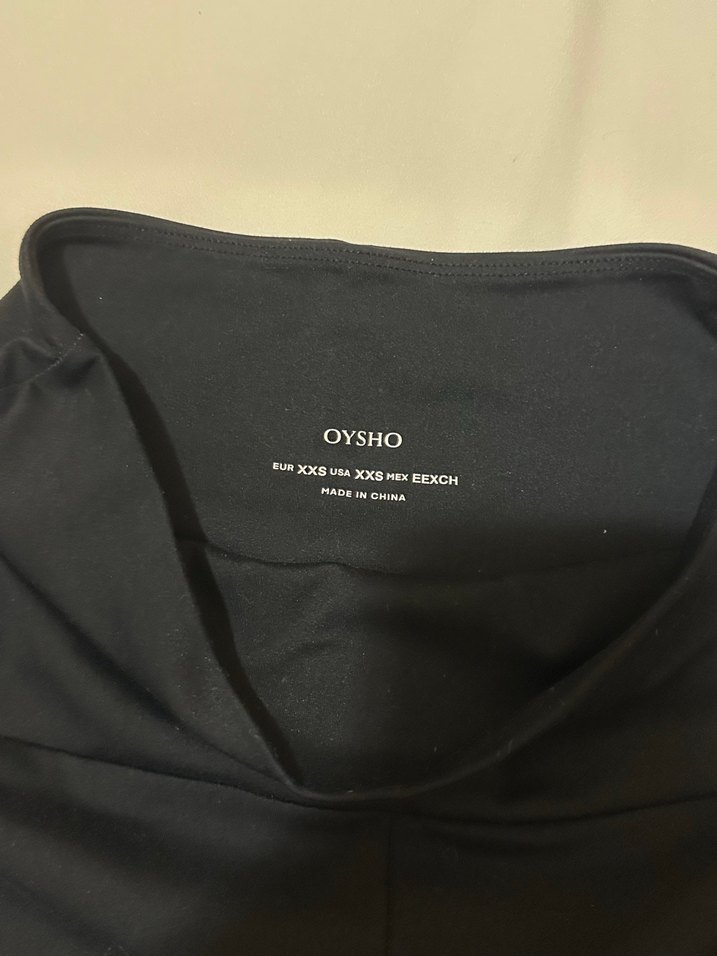 OYSHO
EUR XXS USA XXS MEX EEXCH
MADE IN CHINA